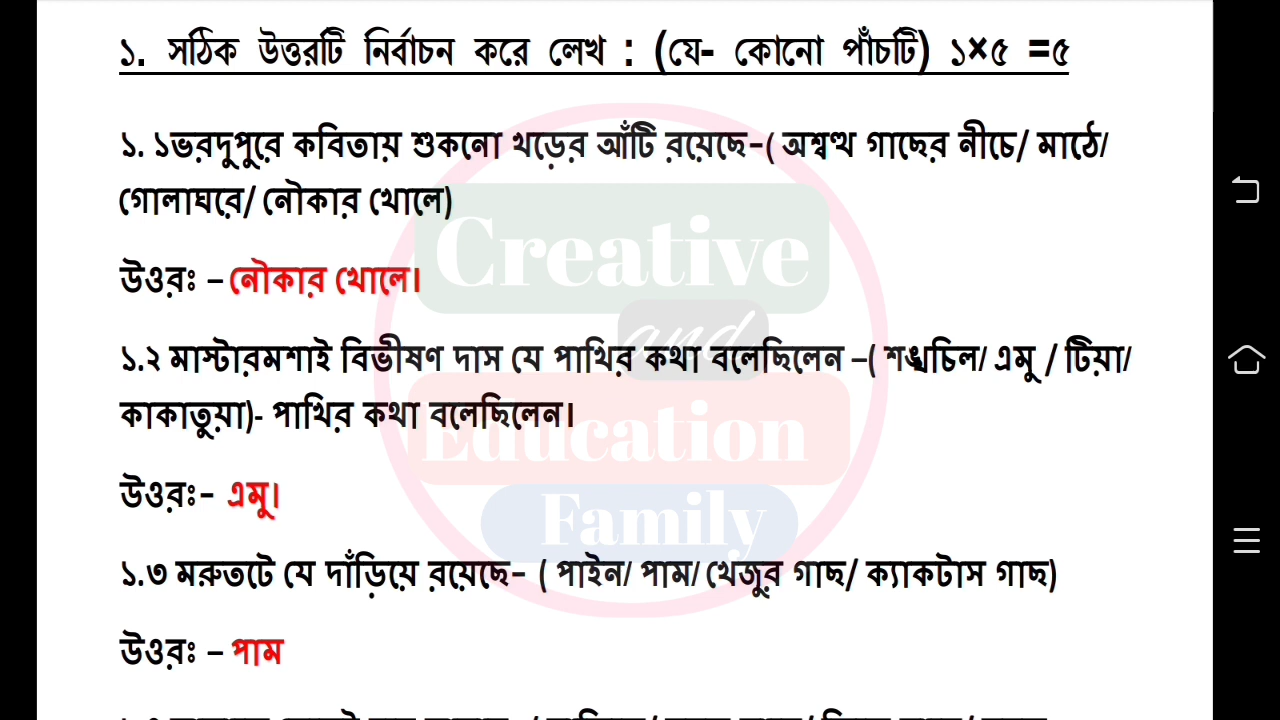 ১. সঠিক উত্তরটি নির্বাচন করে লেখ : (যে- কোনো পাঁচটি) ১×৫ =৫
১. ১ভরদুপুরে কবিতায় শুকনো খড়ের আঁটি রয়েছে-( অশ্বত্থ গাছের নীচে/ মাঠে/
গোলাঘরে/ নৌকার খোলে)
উওরঃ – নৌকার খোলে।
১.২ মাস্টারমশাই বিভীষণ দাস যে পাখির কথা বলেছিলেন –( শঙ্খচিল/ এমু / টিয়া/
কাকাতুয়া)- পাখির কথা বলেছিলেন।
উওরঃ- এমু।
১.৩ মরুতটে যে দাঁড়িয়ে রয়েছে- ( পাইন/ পাম/ খেজুর গাছ/ ক্যাকটাস গাছ)
উওরঃ – পাম
Creative
and
Education
Family